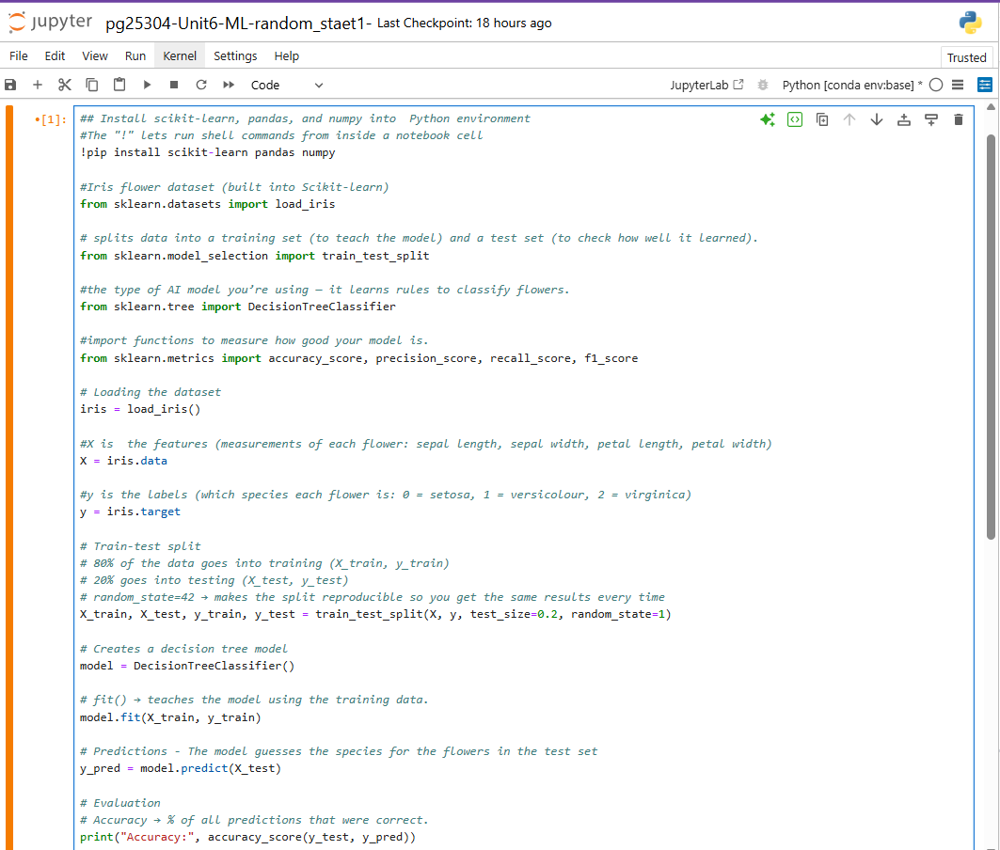 jupyter pg25304-Unit6-ML-random_staet1- Last Checkpoint: 18 hours ago
File Edit View Run Kernel Settings Help
Trusted
Code
JupyterLab Python [conda env:base] *
•[1]:
## Install scikit-learn, pandas, and numpy into  Python environment
#The "!" lets run shell commands from inside a notebook cell
!pip install scikit-learn pandas numpy
#Iris flower dataset (built into Scikit-learn)
from sklearn.datasets import load_iris
# splits data into a training set (to teach the model) and a test set (to check how well it learned).
from sklearn.model_selection import train_test_split
#the type of AI model you’re using — it learns rules to classify flowers.
from sklearn.tree import DecisionTreeClassifier
#import functions to measure how good your model is.
from sklearn.metrics import accuracy_score, precision_score, recall_score, f1_score
# Loading the dataset
iris = load_iris()
#X is  the features (measurements of each flower: sepal length, sepal width, petal length, petal width)
X = iris.data
#y is the labels (which species each flower is: 0 = setosa, 1 = versicolour, 2 = virginica)
y = iris.target
# Train-test split
# 80% of the data goes into training (X_train, y_train)
# 20% goes into testing (X_test, y_test)
# random_state=42 → makes the split reproducible so you get the same results every time
X_train, X_test, y_train, y_test = train_test_split(X, y, test_size=0.2, random_state=1)
# Creates a decision tree model
model = DecisionTreeClassifier()
# fit() → teaches the model using the training data.
model.fit(X_train, y_train)
# Predictions - The model guesses the species for the flowers in the test set
y_pred = model.predict(X_test)
# Evaluation
# Accuracy → % of all predictions that were correct.
print("Accuracy:", accuracy_score(y_test, y_pred))